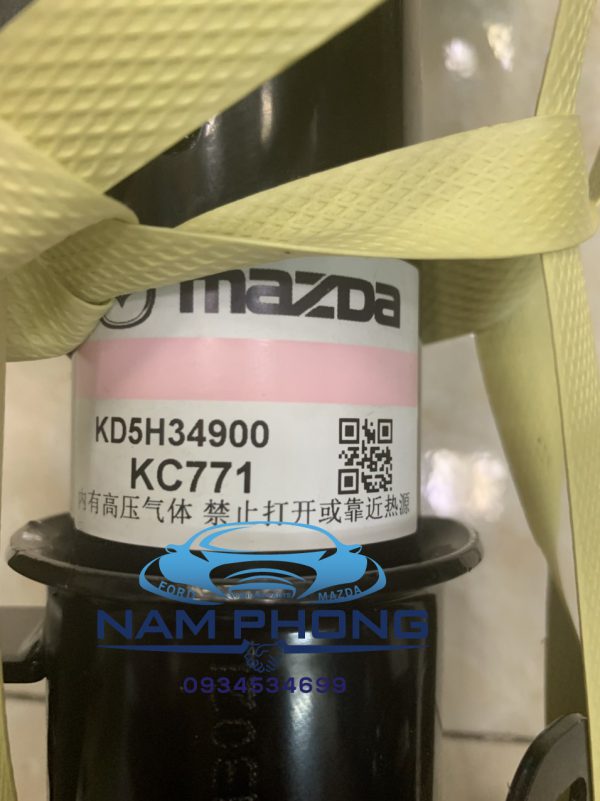 mazda
KD5H34900
KC771
内有高压气体 禁止打开或靠近热源
MAZDA
NAM PHONG
0934534699